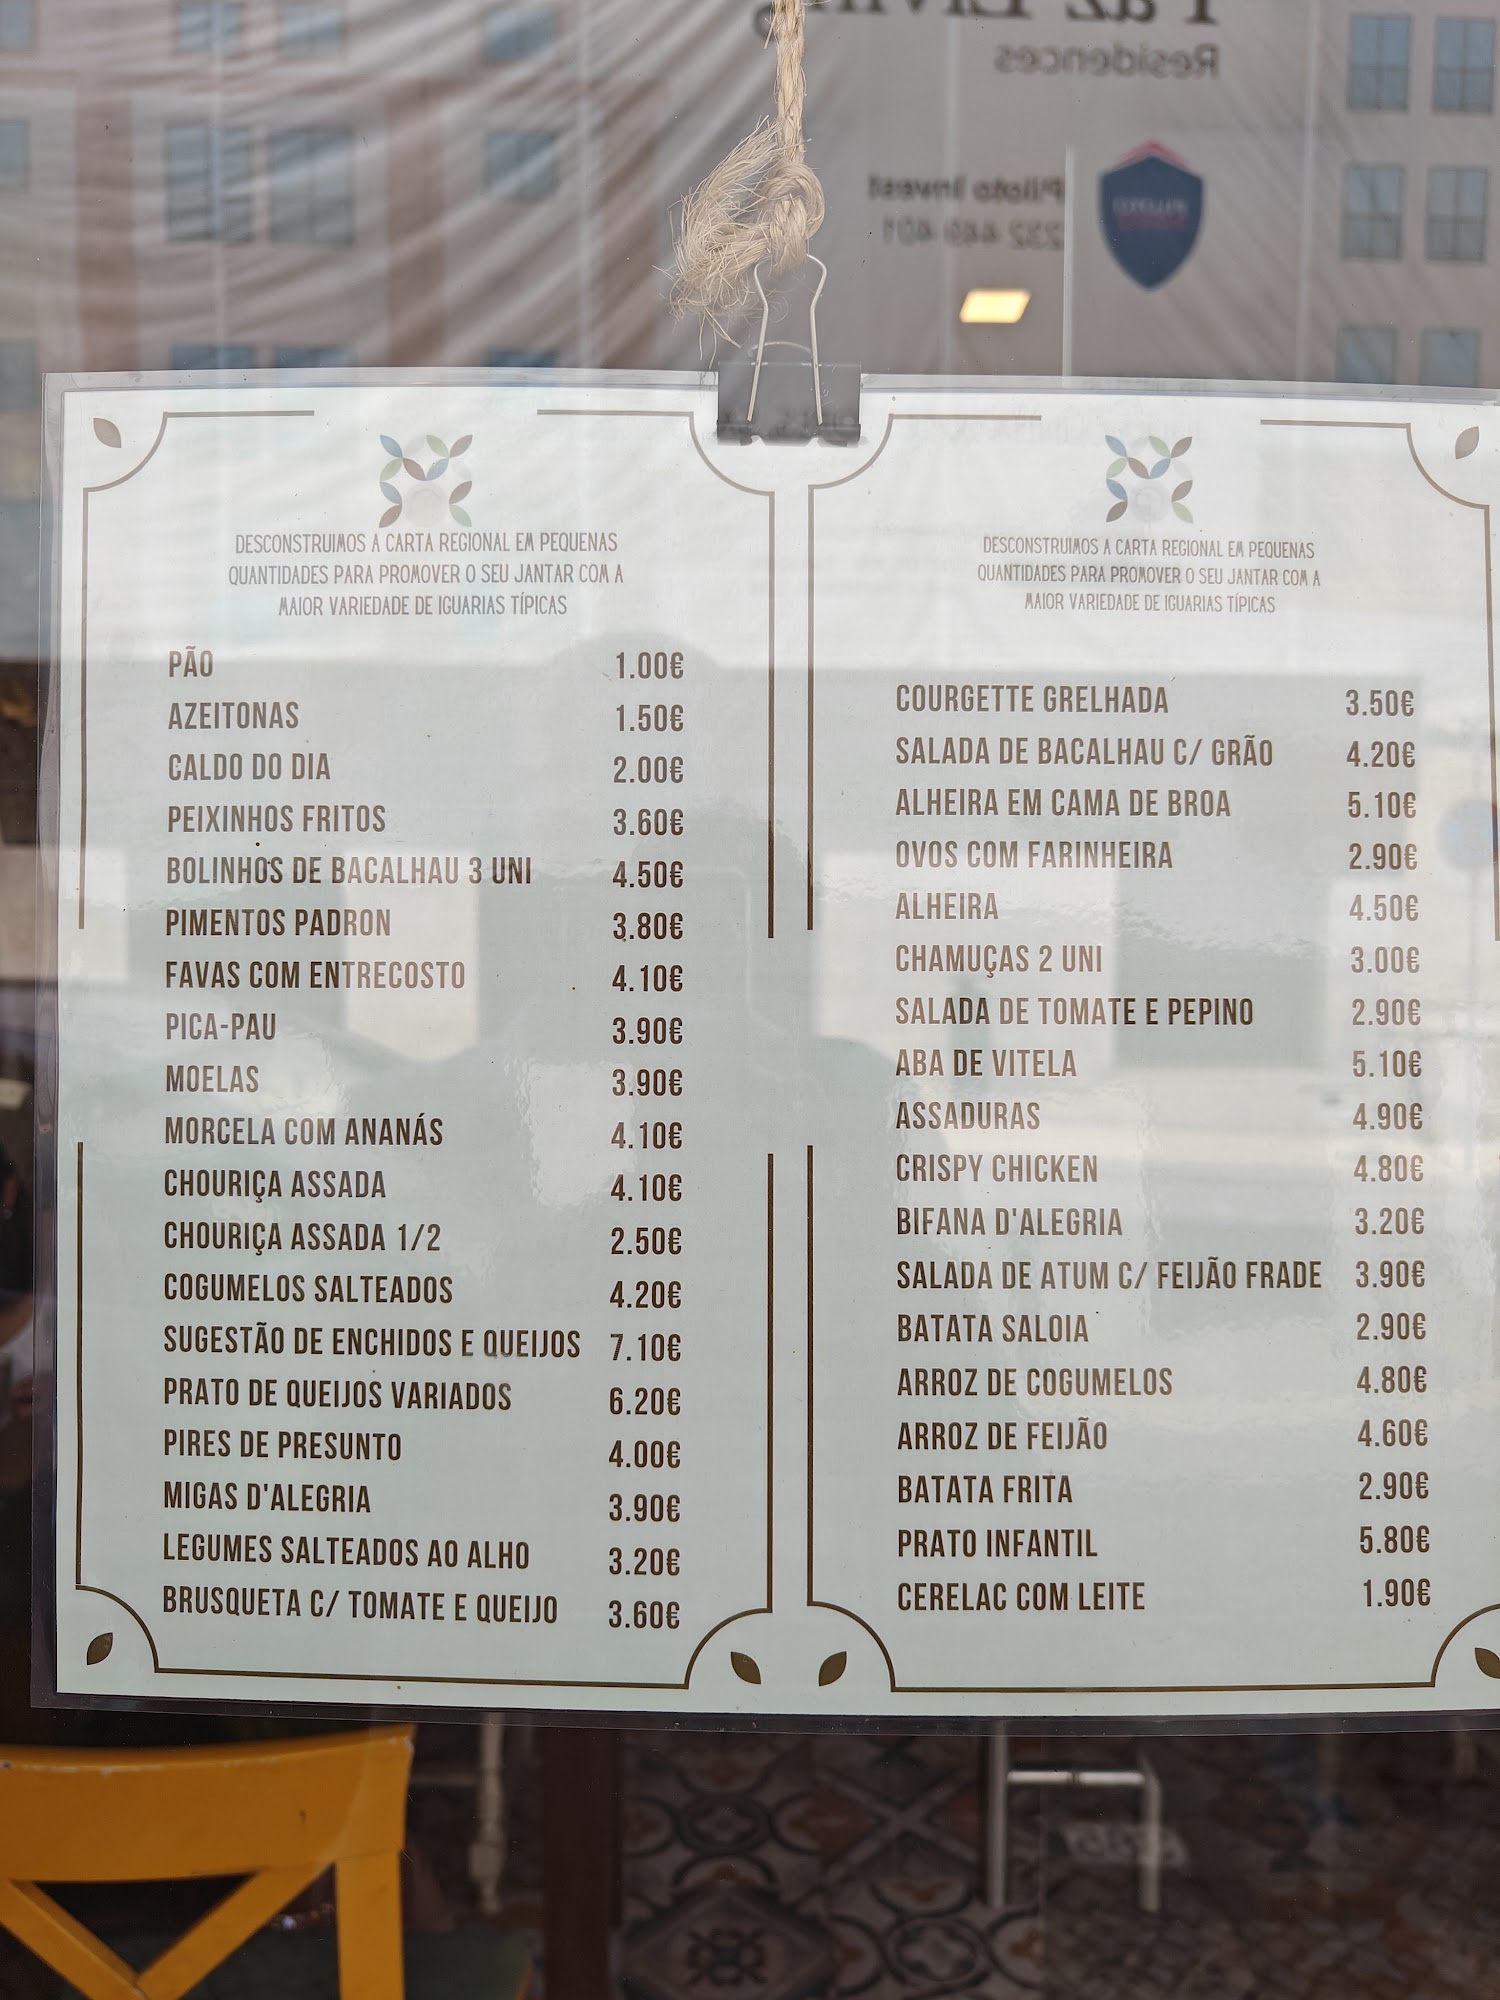 Residences
Piloto Invest
232 449 401
DESCONSTRUIMOS A CARTA REGIONAL EM PEQUENAS
QUANTIDADES PARA PROMOVER O SEU JANTAR COM A
MAIOR VARIEDADE DE IGUARIAS TÍPICAS
PÃO 1.00€
AZEITONAS 1.50€
CALDO DO DIA 2.00€
PEIXINHOS FRITOS 3.60€
BOLINHOS DE BACALHAU 3 UNI 4.50€
PIMENTOS PADRON 3.80€
FAVAS COM ENTRECOSTO 4.10€
PICA-PAU 3.90€
MOELAS 3.90€
MORCELA COM ANANÁS 4.10€
CHOURIÇA ASSADA 4.10€
CHOURIÇA ASSADA 1/2 2.50€
COGUMELOS SALTEADOS 4.20€
SUGESTÃO DE ENCHIDOS E QUEIJOS 7.10€
PRATO DE QUEIJOS VARIADOS 6.20€
PIRES DE PRESUNTO 4.00€
MIGAS D'ALEGRIA 3.90€
LEGUMES SALTEADOS AO ALHO 3.20€
BRUSQUETA C/ TOMATE E QUEIJO 3.60€
DESCONSTRUIMOS A CARTA REGIONAL EM PEQUENAS
QUANTIDADES PARA PROMOVER O SEU JANTAR COM A
MAIOR VARIEDADE DE IGUARIAS TÍPICAS
COURGETTE GRELHADA 3.50€
SALADA DE BACALHAU C/ GRÃO 4.20€
ALHEIRA EM CAMA DE BROA 5.10€
OVOS COM FARINHEIRA 2.90€
ALHEIRA 4.50€
CHAMUÇAS 2 UNI 3.00€
SALADA DE TOMATE E PEPINO 2.90€
ABA DE VITELA 5.10€
ASSADURAS 4.90€
CRISPY CHICKEN 4.80€
BIFANA D'ALEGRIA 3.20€
SALADA DE ATUM C/ FEIJÃO FRADE 3.90€
BATATA SALOIA 2.90€
ARROZ DE COGUMELOS 4.80€
ARROZ DE FEIJÃO 4.60€
BATATA FRITA 2.90€
PRATO INFANTIL 5.80€
CERELAC COM LEITE 1.90€